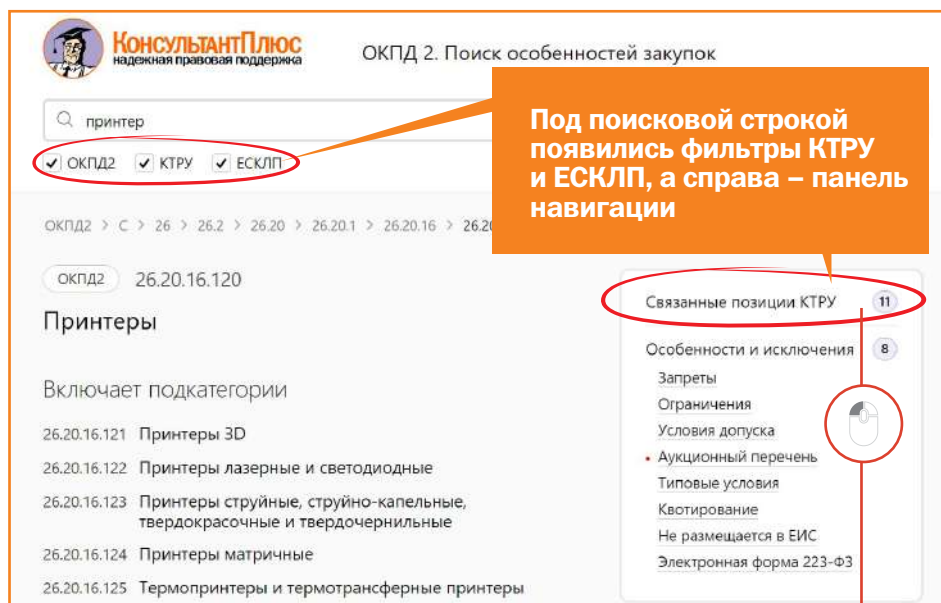 КонсультантПлюс
надежная правовая поддержка
ОКПД 2. Поиск особенностей закупок
принтер
ОКПД2 КТРУ ЕСКЛП
Под поисковой строкой
появились фильтры КТРУ
и ЕСКЛП, а справа – панель
навигации
ОКПД2 > C > 26 > 26.2 > 26.20 > 26.20.1 > 26.20.16 >
ОКПД2 26.20.16.120
Принтеры
Включает подкатегории
26.20.16.121 Принтеры 3D
26.20.16.122 Принтеры лазерные и светодиодные
26.20.16.123 Принтеры струйные, струйно-капельные,
твердокрасочные и твердочернильные
26.20.16.124 Принтеры матричные
26.20.16.125 Термопринтеры и термотрансферные принтеры
Связанные позиции КТРУ 11
Особенности и исключения 8
Запреты
Ограничения
Условия допуска
• Аукционный перечень
Типовые условия
Квотирование
Не размещается в ЕИС
Электронная форма 223-ФЗ